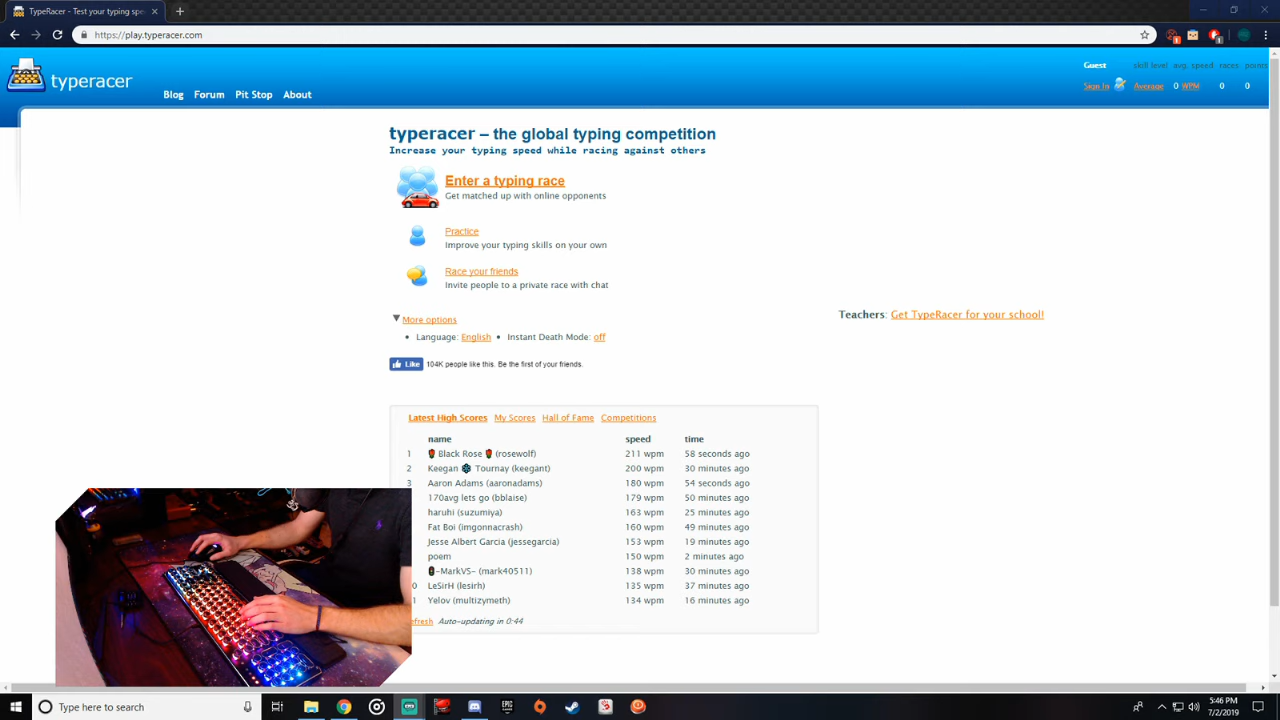 TypeRacer - Test your typing spe
https://play.typeracer.com
typeracer
Blog Forum Pit Stop About
Guest skill level avg. speed races points
Sign In Average 0 WPM 0 0
typeracer – the global typing competition
Increase your typing speed while racing against others
Enter a typing race
Get matched up with online opponents
Practice
Improve your typing skills on your own
Race your friends
Invite people to a private race with chat
Teachers: Get TypeRacer for your school!
More options
Language: English • Instant Death Mode: off
Like 104K people like this. Be the first of your friends.
Latest High Scores My Scores Hall of Fame Competitions
name speed time
1 Black Rose (rosewolf) 211 wpm 58 seconds ago
2 Keegan Tournay (keegant) 200 wpm 30 minutes ago
3 Aaron Adams (aaronadams) 180 wpm 54 seconds ago
170avg lets go (bblaise) 179 wpm 50 minutes ago
haruhi (suzumiya) 163 wpm 25 minutes ago
Fat Boi (imgonnacrash) 160 wpm 49 minutes ago
Jesse Albert Garcia (jessegarcia) 153 wpm 19 minutes ago
poem 150 wpm 2 minutes ago
-MarkVS- (mark40511) 138 wpm 30 minutes ago
0 LeSirH (lesirh) 135 wpm 37 minutes ago
1 Yelov (multizymeth) 134 wpm 16 minutes ago
efresh Auto-updating in 0:44
Type here to search
5:46 PM
7/2/2019